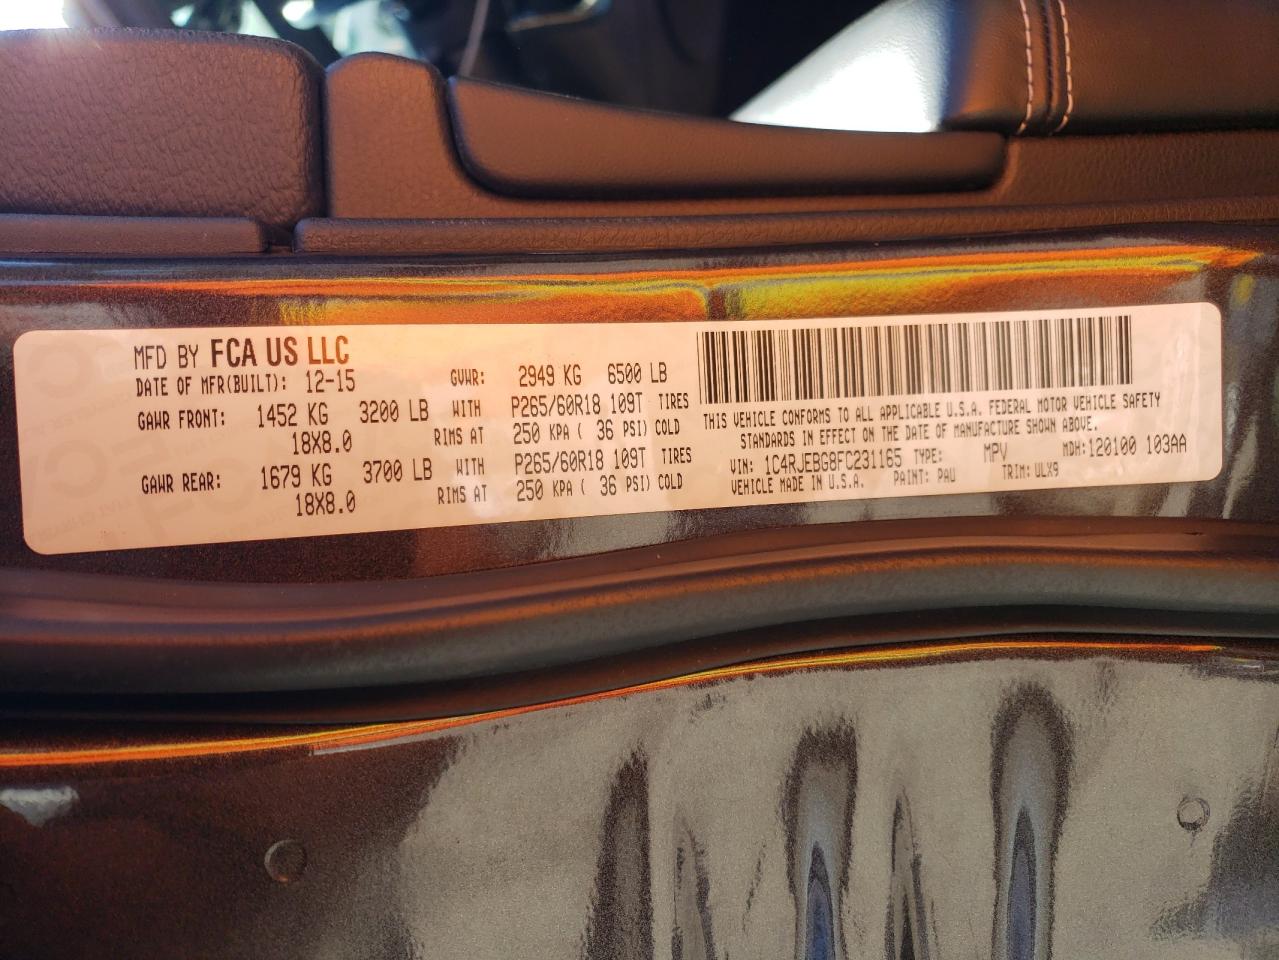 MFD BY FCA US LLC
DATE OF MFR(BUILT): 12-15 GVWR: 2949 KG 6500 LB
GAWR FRONT: 1452 KG 3200 LB WITH P265/60R18 109T TIRES
18X8.0 RIMS AT 250 KPA ( 36 PSI) COLD
GAWR REAR: 1679 KG 3700 LB WITH P265/60R18 109T TIRES
18X8.0 RIMS AT 250 KPA ( 36 PSI) COLD
THIS VEHICLE CONFORMS TO ALL APPLICABLE U.S.A. FEDERAL MOTOR VEHICLE SAFETY
STANDARDS IN EFFECT ON THE DATE OF MANUFACTURE SHOWN ABOVE.
VIN: 1C4RJEBG8FC231165 TYPE: MPV MDH:120100 103AA
VEHICLE MADE IN U.S.A. PAINT: PAU TRIM: ULX9